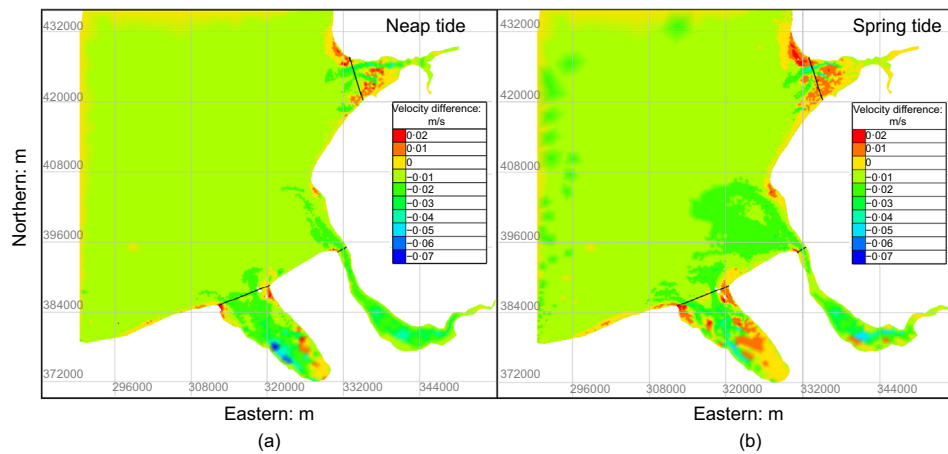 432000
Neap tide
420000
Velocity difference:
m/s
0·02
0·01
0
−0·01
−0·02
−0·03
−0·04
−0·05
−0·06
−0·07
408000
396000
384000
372000
296000 308000 320000 332000 344000
Northern: m
Eastern: m
(a)
432000
Spring tide
420000
Velocity difference:
m/s
0·02
0·01
0
−0·01
−0·02
−0·03
−0·04
−0·05
−0·06
−0·07
408000
396000
384000
372000
296000 308000 320000 332000 344000
Eastern: m
(b)